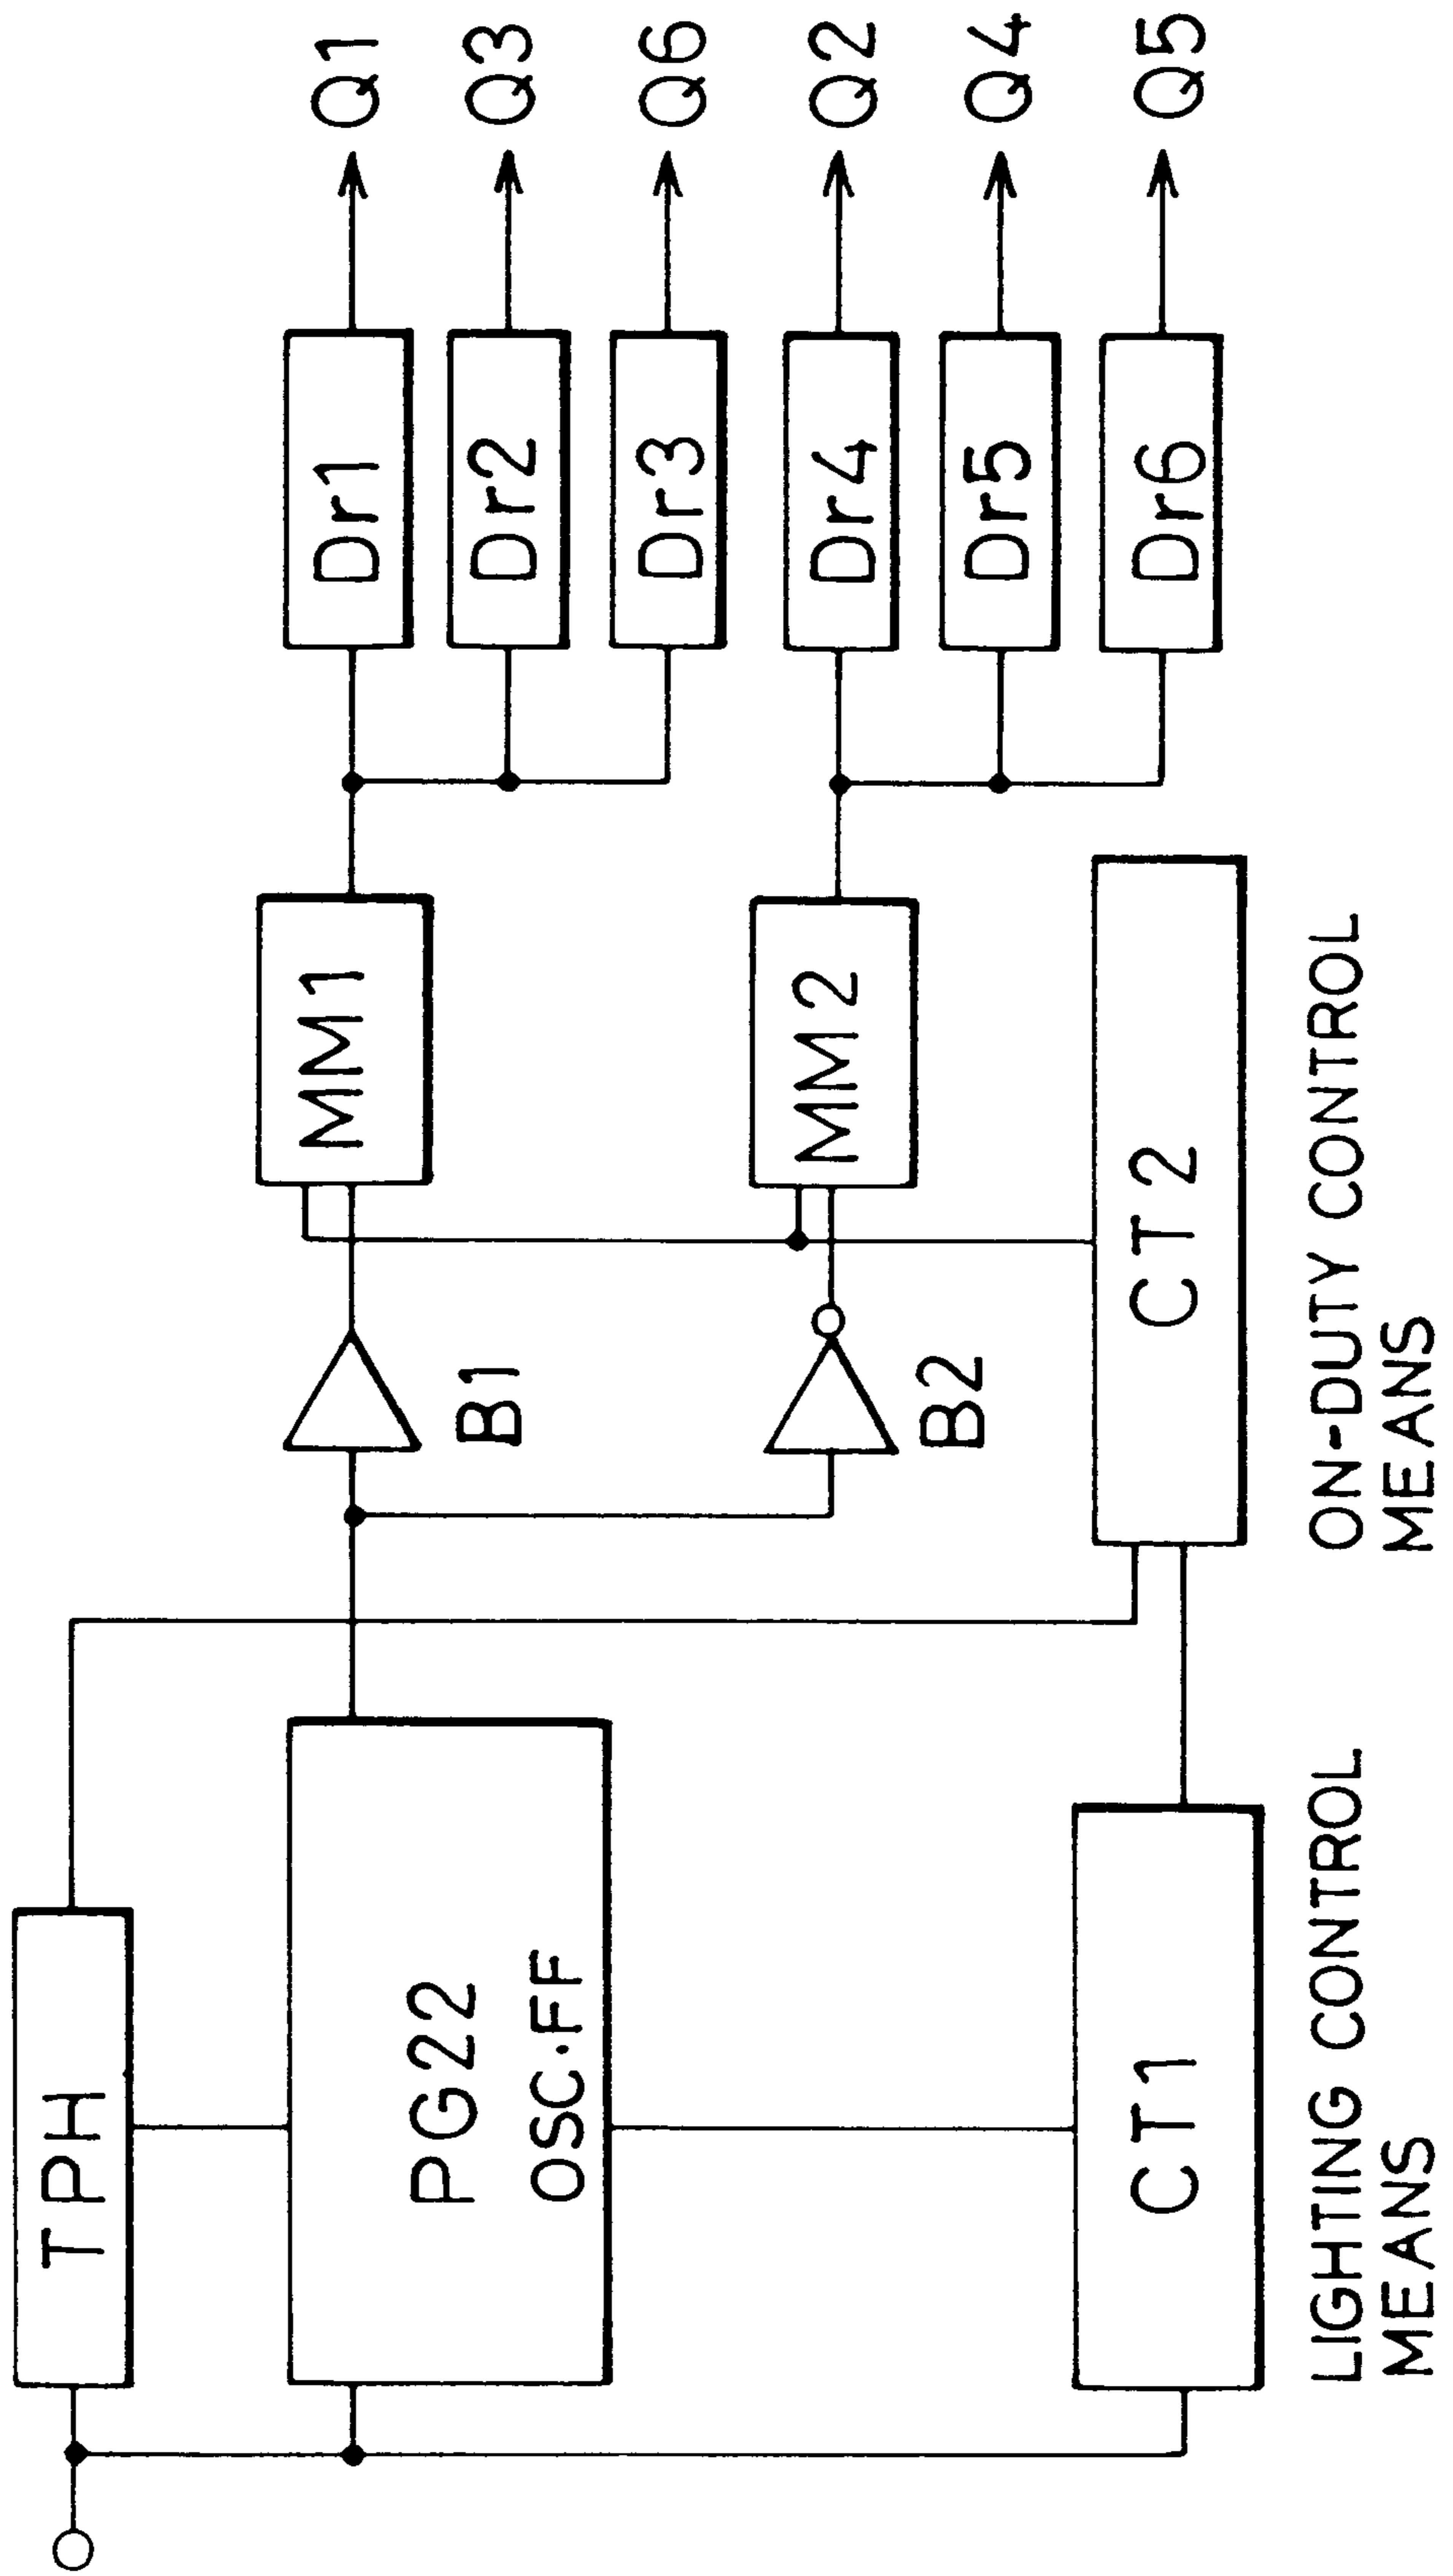 TPH
PG22
OSC·FF
CT1
LIGHTING CONTROL
MEANS
B1
B2
CT2
ON-DUTY CONTROL
MEANS
MM1
MM2
Dr1
Dr2
Dr3
Dr4
Dr5
Dr6
Q1
Q3
Q6
Q2
Q4
Q5